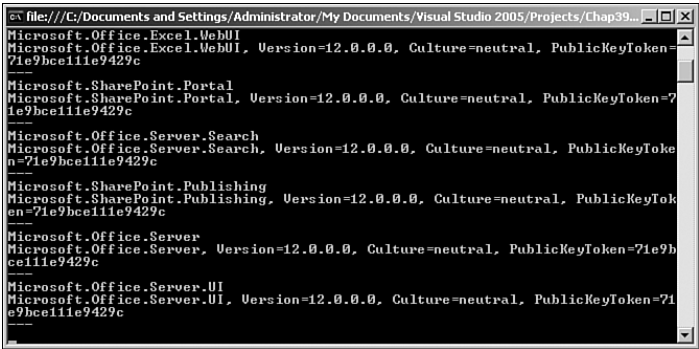 file:///C:/Documents and Settings/Administrator/My Documents/Visual Studio 2005/Projects/Chap39...
Microsoft.Office.Excel.WebUI
Microsoft.Office.Excel.WebUI, Version=12.0.0.0, Culture=neutral, PublicKeyToken=
71e9bce111e9429c
---
Microsoft.SharePoint.Portal
Microsoft.SharePoint.Portal, Version=12.0.0.0, Culture=neutral, PublicKeyToken=7
1e9bce111e9429c
---
Microsoft.Office.Server.Search
Microsoft.Office.Server.Search, Version=12.0.0.0, Culture=neutral, PublicKeyToke
n=71e9bce111e9429c
---
Microsoft.SharePoint.Publishing
Microsoft.SharePoint.Publishing, Version=12.0.0.0, Culture=neutral, PublicKeyTok
en=71e9bce111e9429c
---
Microsoft.Office.Server
Microsoft.Office.Server, Version=12.0.0.0, Culture=neutral, PublicKeyToken=71e9b
ce111e9429c
---
Microsoft.Office.Server.UI
Microsoft.Office.Server.UI, Version=12.0.0.0, Culture=neutral, PublicKeyToken=71
e9bce111e9429c
---